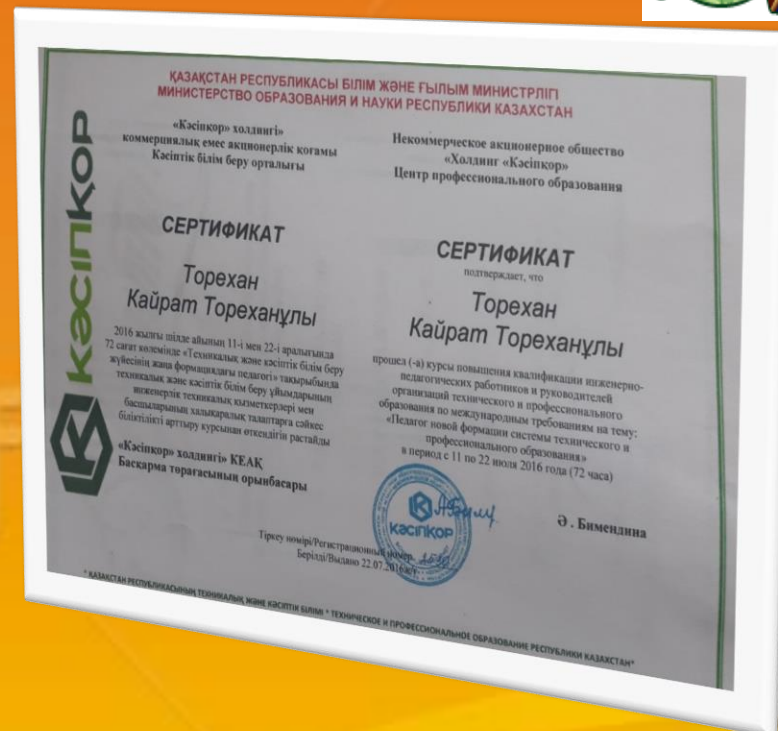 ҚАЗАҚСТАН РЕСПУБЛИКАСЫ БІЛІМ ЖӘНЕ ҒЫЛЫМ МИНИСТРЛІГІ
МИНИСТЕРСТВО ОБРАЗОВАНИЯ И НАУКИ РЕСПУБЛИКИ КАЗАХСТАН
кәсіпқор
«Кәсіпқор» холдингі»
коммерциялық емес акционерлік қоғамы
Кәсіптік білім беру орталығы
СЕРТИФИКАТ
Торехан
Кайрат Тореханұлы
2016 жылғы шілде айының 11-і мен 22-і аралығында
72 сағат көлемінде «Техникалық және кәсіптік білім беру
жүйесінің жаңа формациядағы педагогі» тақырыбында
техникалық және кәсіптік білім беру ұйымдарының
инженерлік техникалық қызметкерлері мен
басшыларының халықаралық талаптарға сәйкес
біліктілікті арттыру курсынан өткендігін растайды
«Кәсіпқор» холдингі» КЕАҚ
Басқарма төрағасының орынбасары
Некоммерческое акционерное общество
«Холдинг «Кәсіпқор»
Центр профессионального образования
СЕРТИФИКАТ
подтверждает, что
Торехан
Кайрат Тореханұлы
прошел (-а) курсы повышения квалификации инженерно-
педагогических работников и руководителей
организаций технического и профессионального
образования по международным требованиям на тему:
«Педагог новой формации системы технического и
профессионального образования»
в период с 11 по 22 июля 2016 года (72 часа)
кәсіпқор
Ә . Бимендина
Тіркеу нөмірі/Регистрационный номер
Берілді/Выдано 22.07.2016
* ҚАЗАҚСТАН РЕСПУБЛИКАСЫНЫҢ ТЕХНИКАЛЫҚ ЖӘНЕ КӘСІПТІК БІЛІМІ * ТЕХНИЧЕСКОЕ И ПРОФЕССИОНАЛЬНОЕ ОБРАЗОВАНИЕ РЕСПУБЛИКИ КАЗАХСТАН*